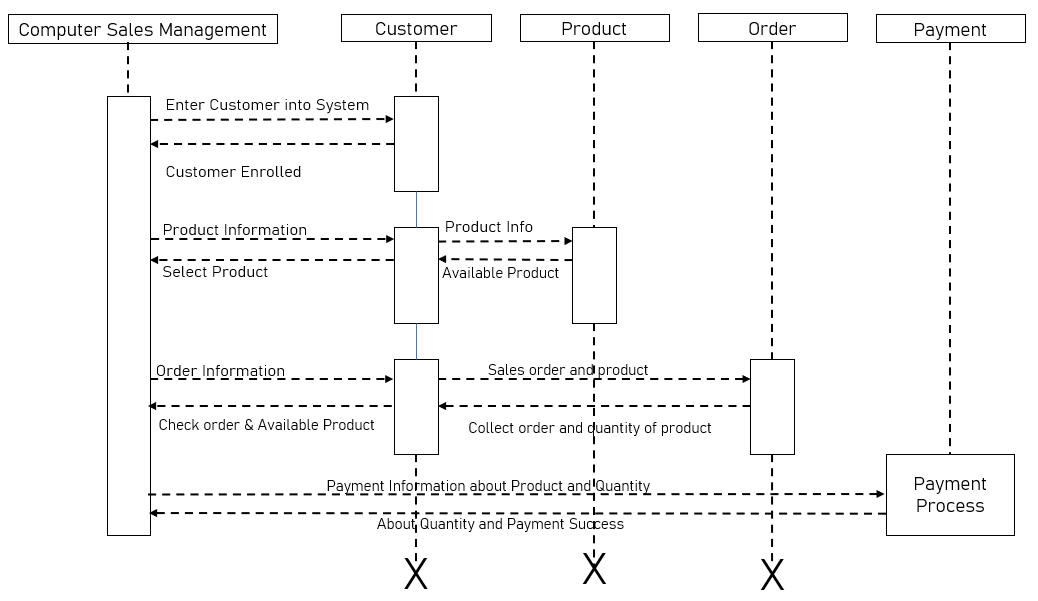 Computer Sales Management
Customer
Product
Order
Payment
Enter Customer into System
Customer Enrolled
Product Information
Product Info
Select Product
Available Product
Order Information
Sales order and product
Check order & Available Product
Collect order and quantity of product
Payment Information about Product and Quantity
Payment
Process
About Quantity and Payment Success
X
X
X